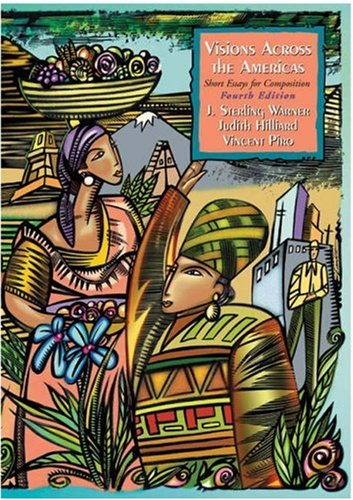 Visions Across
the Americas
Short Essays for Composition
Fourth Edition
J. Sterling Warner
Judith Hilliard
Vincent Piro